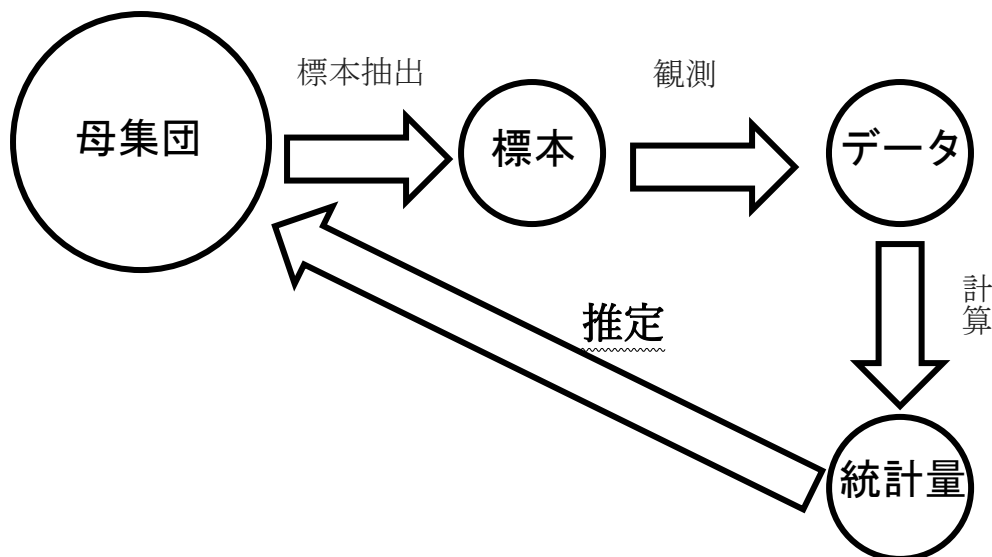 標本抽出
観測
母集団
標本
データ
計算
推定
統計量